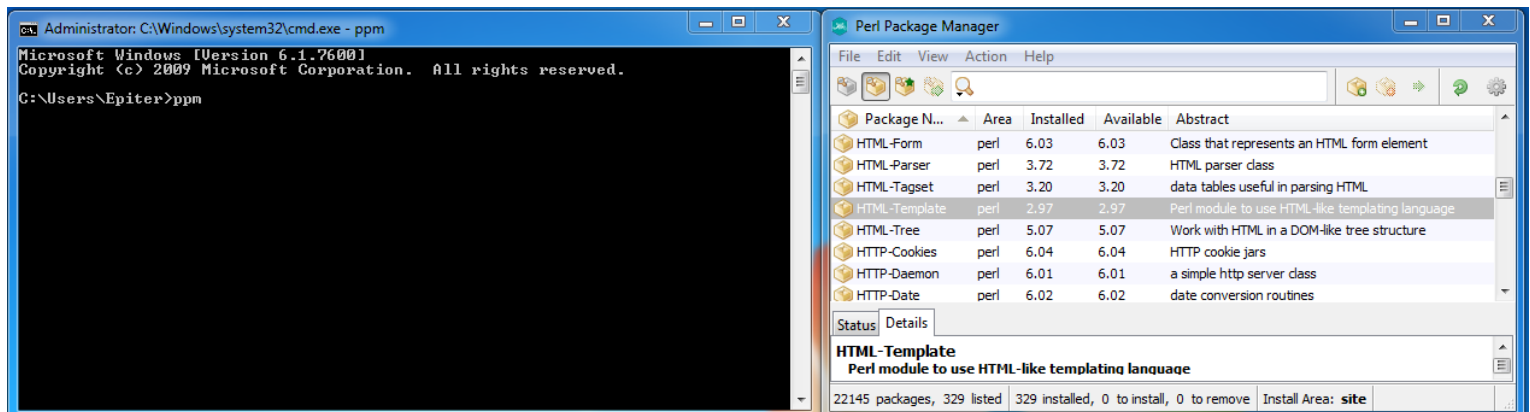 Administrator: C:\Windows\system32\cmd.exe - ppm
Microsoft Windows [Version 6.1.7600]
Copyright (c) 2009 Microsoft Corporation.  All rights reserved.
C:\Users\Epiter>ppm
Perl Package Manager
File Edit View Action Help
Package N... Area Installed Available Abstract
HTML-Form perl 6.03 6.03 Class that represents an HTML form element
HTML-Parser perl 3.72 3.72 HTML parser class
HTML-Tagset perl 3.20 3.20 data tables useful in parsing HTML
HTML-Template perl 2.97 2.97 Perl module to use HTML-like templating language
HTML-Tree perl 5.07 5.07 Work with HTML in a DOM-like tree structure
HTTP-Cookies perl 6.04 6.04 HTTP cookie jars
HTTP-Daemon perl 6.01 6.01 a simple http server class
HTTP-Date perl 6.02 6.02 date conversion routines
Status Details
HTML-Template
Perl module to use HTML-like templating language
22145 packages, 329 listed 329 installed, 0 to install, 0 to remove Install Area: site